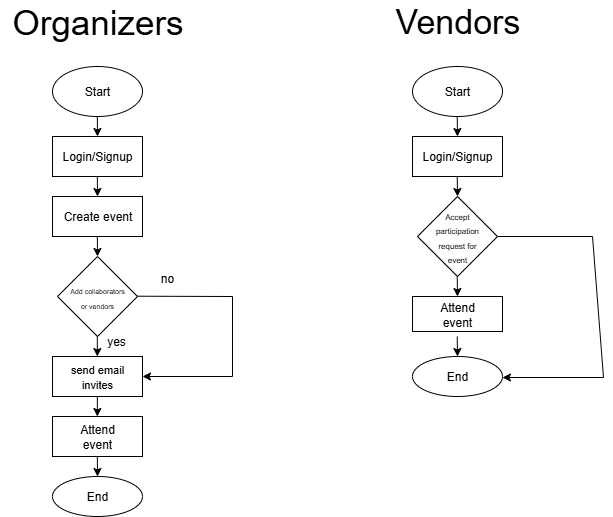 Organizers
Start
Login/Signup
Create event
Add collaborators
or vendors
no
yes
send email
invites
Attend
event
End
Vendors
Start
Login/Signup
Accept
participation
request for
event
Attend
event
End